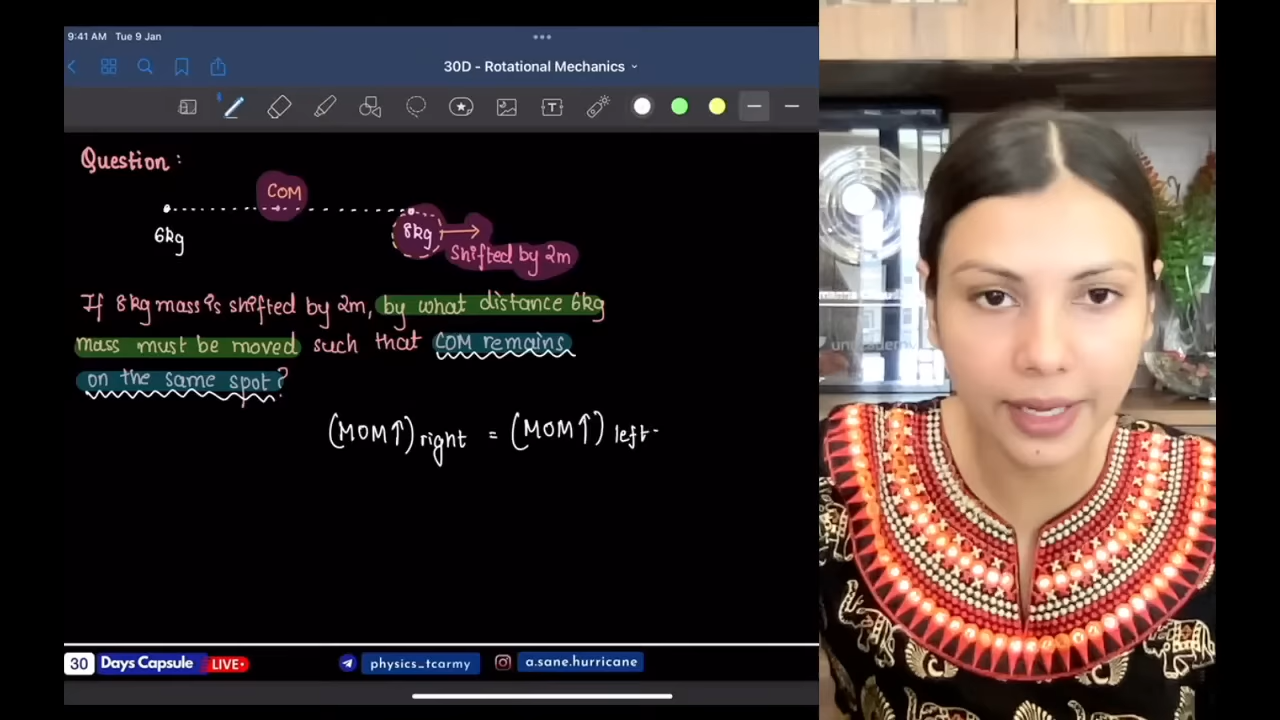 9:41 AM Tue 9 Jan
30D - Rotational Mechanics
Question:
COM
6kg
8kg
Shifted by 2m
If 8kg mass is shifted by 2m, by what distance 6kg
mass must be moved such that COM remains
on the same spot?
(MOM↑) right = (MOM↑) left
30 Days Capsule LIVE
physics_tcarmy
a.sane.hurricane